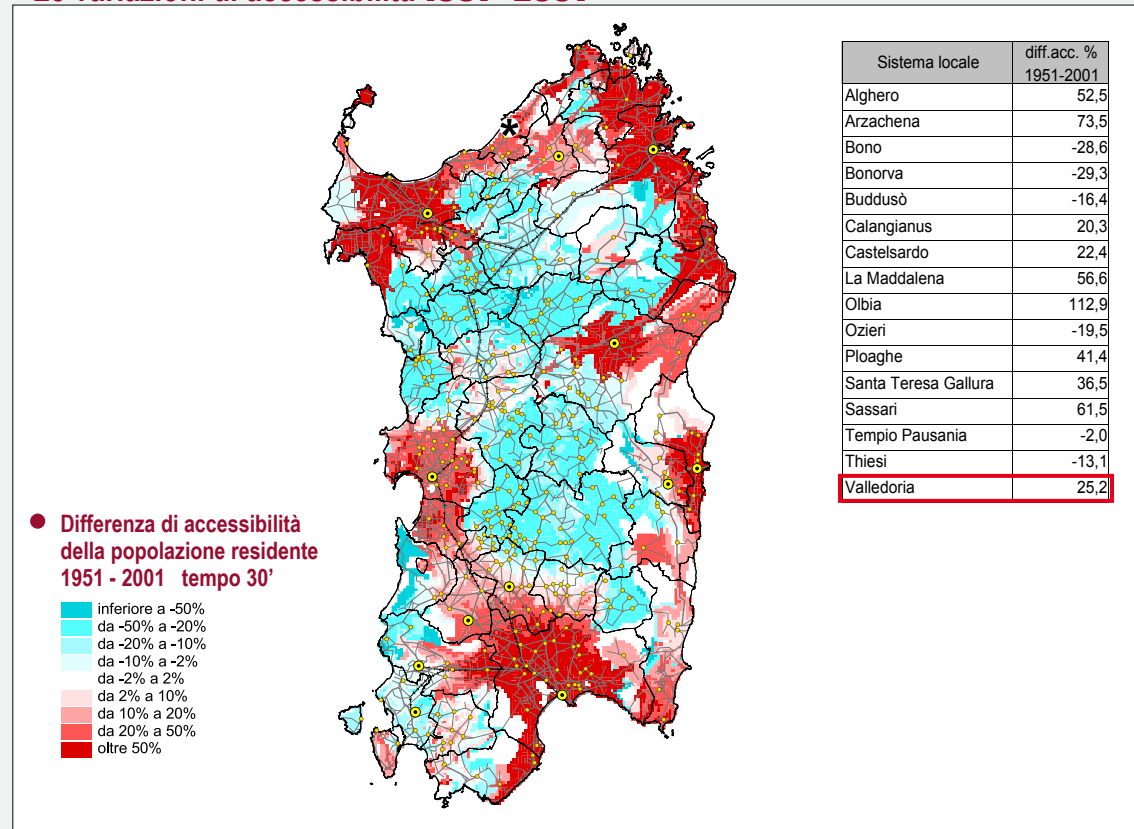 Sistema locale diff.acc. % 1951-2001
Alghero 52,5
Arzachena 73,5
Bono -28,6
Bonorva -29,3
Buddusò -16,4
Calangianus 20,3
Castelsardo 22,4
La Maddalena 56,6
Olbia 112,9
Ozieri -19,5
Ploaghe 41,4
Santa Teresa Gallura 36,5
Sassari 61,5
Tempio Pausania -2,0
Thiesi -13,1
Valledoria 25,2
*
● Differenza di accessibilità
della popolazione residente
1951 - 2001 tempo 30’
inferiore a -50%
da -50% a -20%
da -20% a -10%
da -10% a -2%
da -2% a 2%
da 2% a 10%
da 10% a 20%
da 20% a 50%
oltre 50%